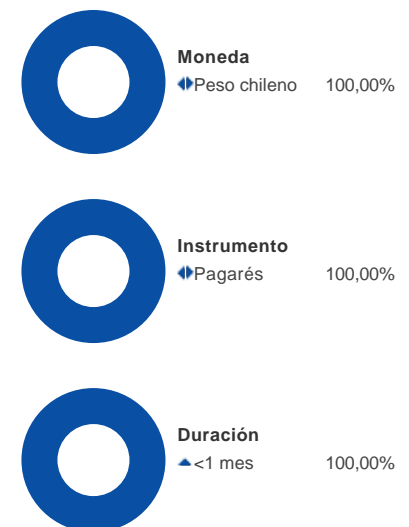 Moneda
Peso chileno 100,00%
Instrumento
Pagarés 100,00%
Duración
<1 mes 100,00%